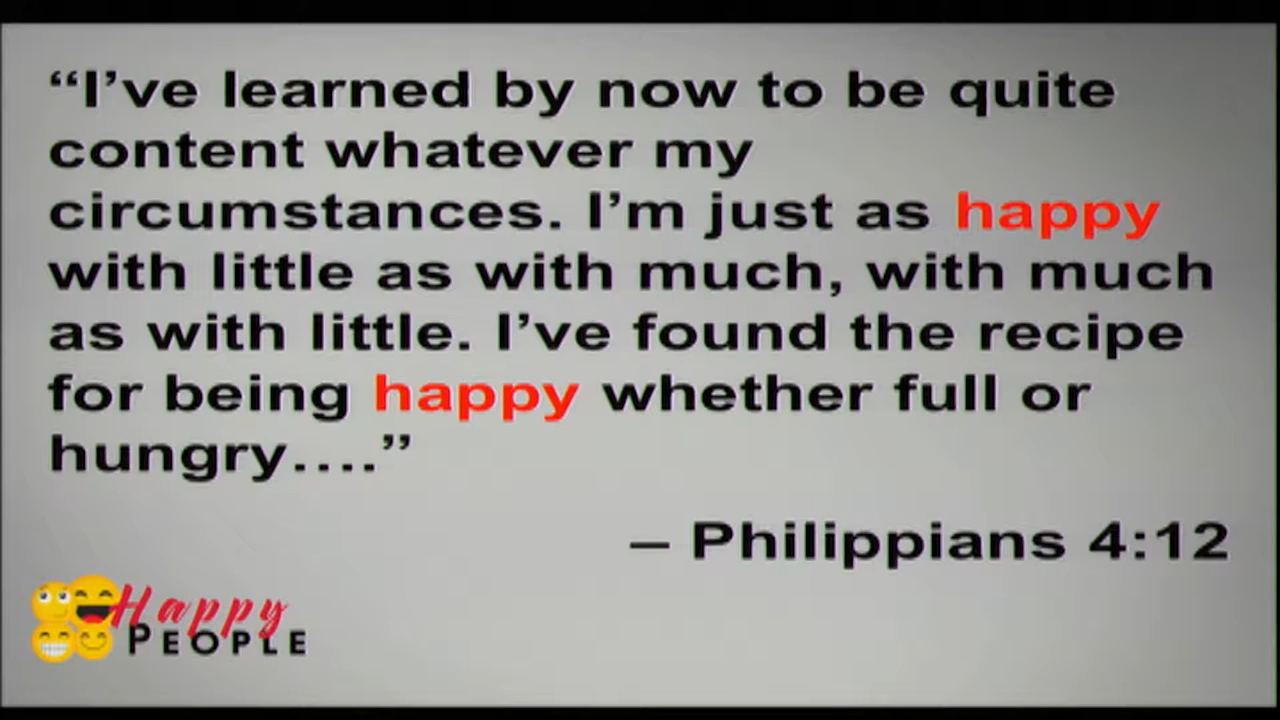 “I’ve learned by now to be quite
content whatever my
circumstances. I’m just as happy
with little as with much, with much
as with little. I’ve found the recipe
for being happy whether full or
hungry….”
– Philippians 4:12
Happy
PEOPLE